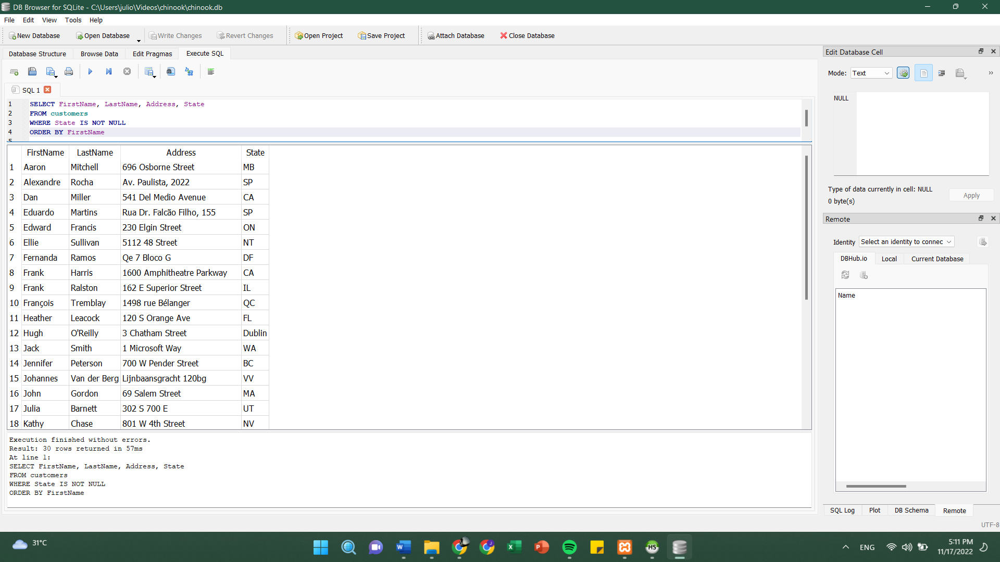 DB Browser for SQLite - C:\Users\julio\Videos\chinook\chinook.db
File Edit View Tools Help
New Database Open Database Write Changes Revert Changes Open Project Save Project Attach Database Close Database
Database Structure Browse Data Edit Pragmas Execute SQL
SQL 1
1 SELECT FirstName, LastName, Address, State
2 FROM customers
3 WHERE State IS NOT NULL
4 ORDER BY FirstName
5
FirstName LastName Address State
1 Aaron Mitchell 696 Osborne Street MB
2 Alexandre Rocha Av. Paulista, 2022 SP
3 Dan Miller 541 Del Medio Avenue CA
4 Eduardo Martins Rua Dr. Falcão Filho, 155 SP
5 Edward Francis 230 Elgin Street ON
6 Ellie Sullivan 5112 48 Street NT
7 Fernanda Ramos Qe 7 Bloco G DF
8 Frank Harris 1600 Amphitheatre Parkway CA
9 Frank Ralston 162 E Superior Street IL
10 François Tremblay 1498 rue Bélanger QC
11 Heather Leacock 120 S Orange Ave FL
12 Hugh O'Reilly 3 Chatham Street Dublin
13 Jack Smith 1 Microsoft Way WA
14 Jennifer Peterson 700 W Pender Street BC
15 Johannes Van der Berg Lijnbaansgracht 120bg VV
16 John Gordon 69 Salem Street MA
17 Julia Barnett 302 S 700 E UT
18 Kathy Chase 801 W 4th Street NV
Execution finished without errors.
Result: 30 rows returned in 57ms
At line 1:
SELECT FirstName, LastName, Address, State
FROM customers
WHERE State IS NOT NULL
ORDER BY FirstName
Edit Database Cell
Mode: Text
NULL
Type of data currently in cell: NULL
0 byte(s)
Apply
Remote
Identity Select an identity to connec
DBHub.io Local Current Database
Name
SQL Log Plot DB Schema Remote
UTF-8
31°C
ENG
5:11 PM
11/17/2022